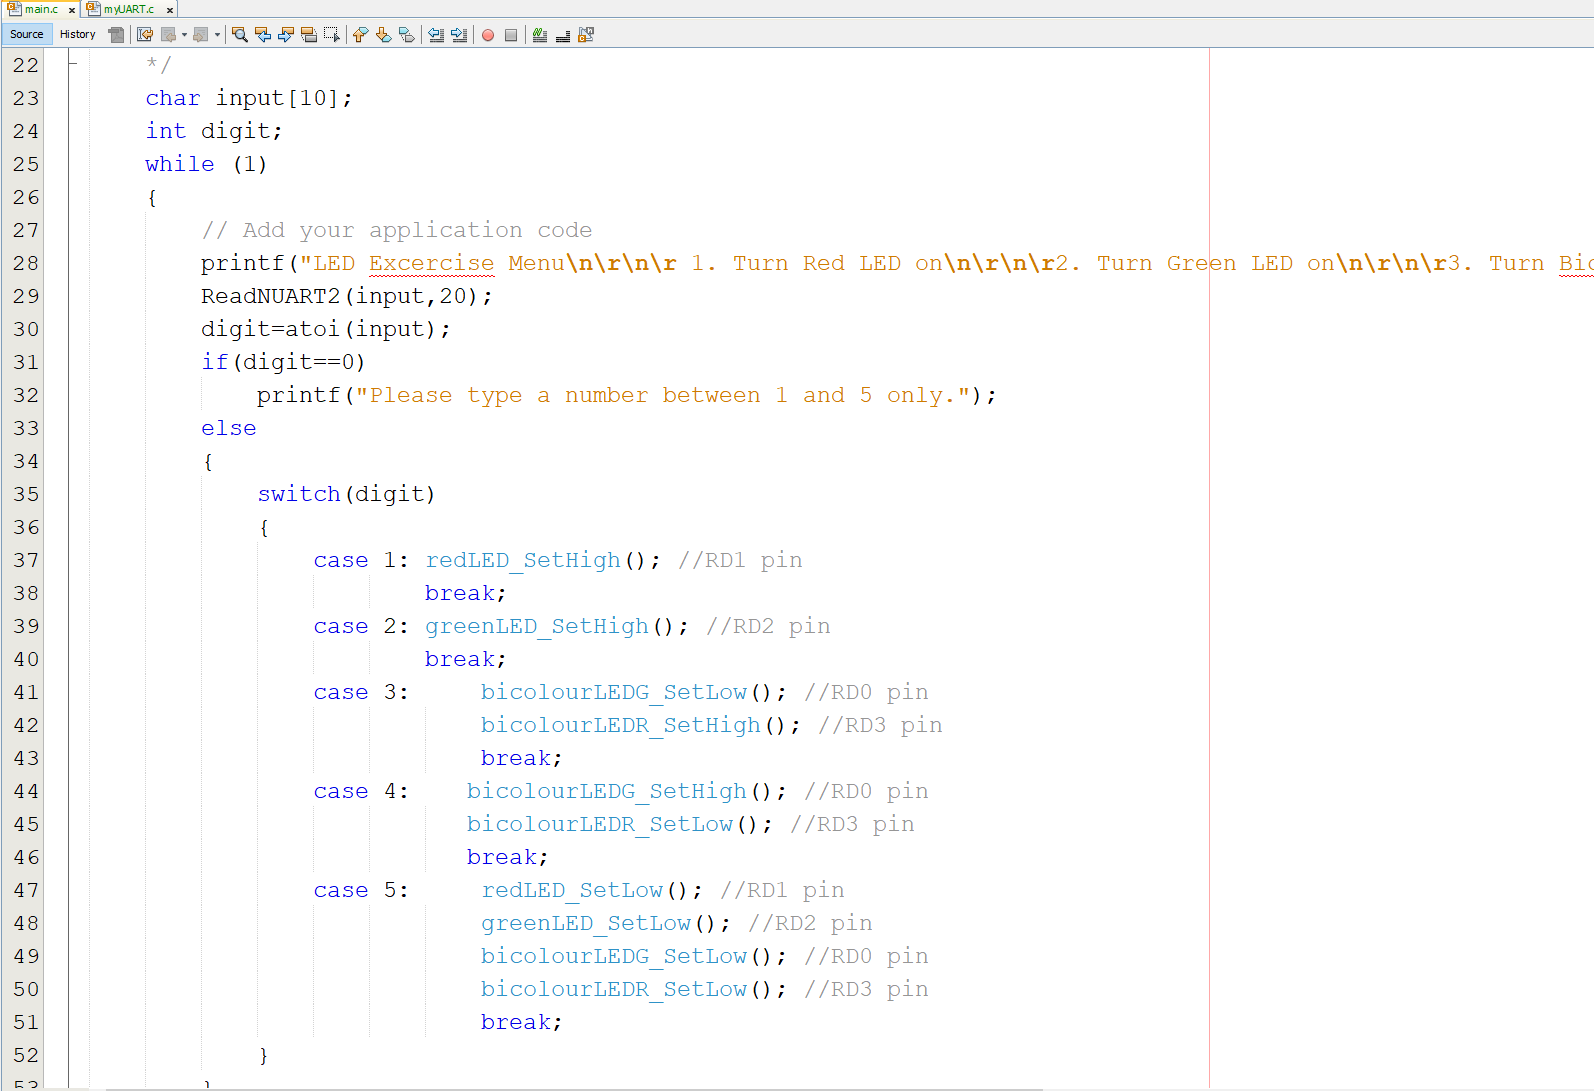 main.c × myUART.c ×
Source History
22 */
23 char input[10];
24 int digit;
25 while (1)
26 {
27 // Add your application code
28 printf("LED Excercise Menu\n\r\n\r 1. Turn Red LED on\n\r\n\r2. Turn Green LED on\n\r\n\r3. Turn Bic
29 ReadNUART2(input,20);
30 digit=atoi(input);
31 if(digit==0)
32 printf("Please type a number between 1 and 5 only.");
33 else
34 {
35 switch(digit)
36 {
37 case 1: redLED_SetHigh(); //RD1 pin
38 break;
39 case 2: greenLED_SetHigh(); //RD2 pin
40 break;
41 case 3: bicolourLEDG_SetLow(); //RD0 pin
42 bicolourLEDR_SetHigh(); //RD3 pin
43 break;
44 case 4: bicolourLEDG_SetHigh(); //RD0 pin
45 bicolourLEDR_SetLow(); //RD3 pin
46 break;
47 case 5: redLED_SetLow(); //RD1 pin
48 greenLED_SetLow(); //RD2 pin
49 bicolourLEDG_SetLow(); //RD0 pin
50 bicolourLEDR_SetLow(); //RD3 pin
51 break;
52 }
53 }